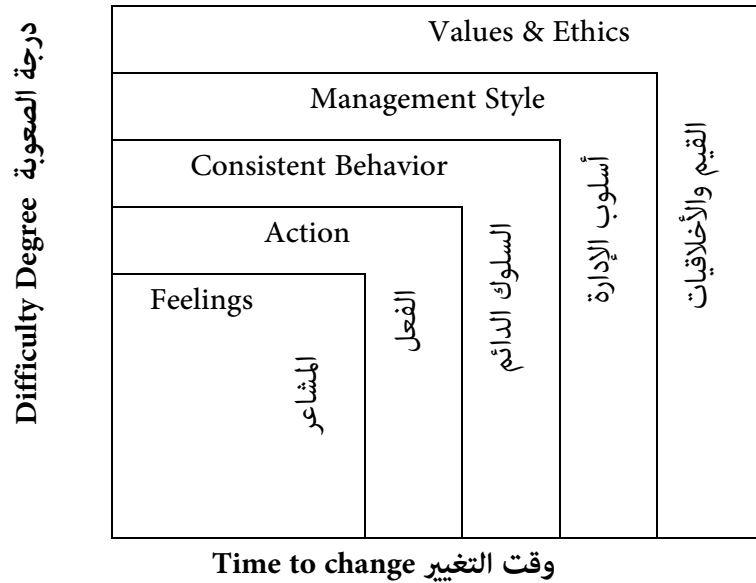 Values & Ethics
القيم والأخلاقيات
Management Style
أسلوب الإدارة
Consistent Behavior
السلوك الدائم
Action
الفعل
Feelings
المشاعر
Difficulty Degree درجة الصعوبة
Time to change وقت التغيير